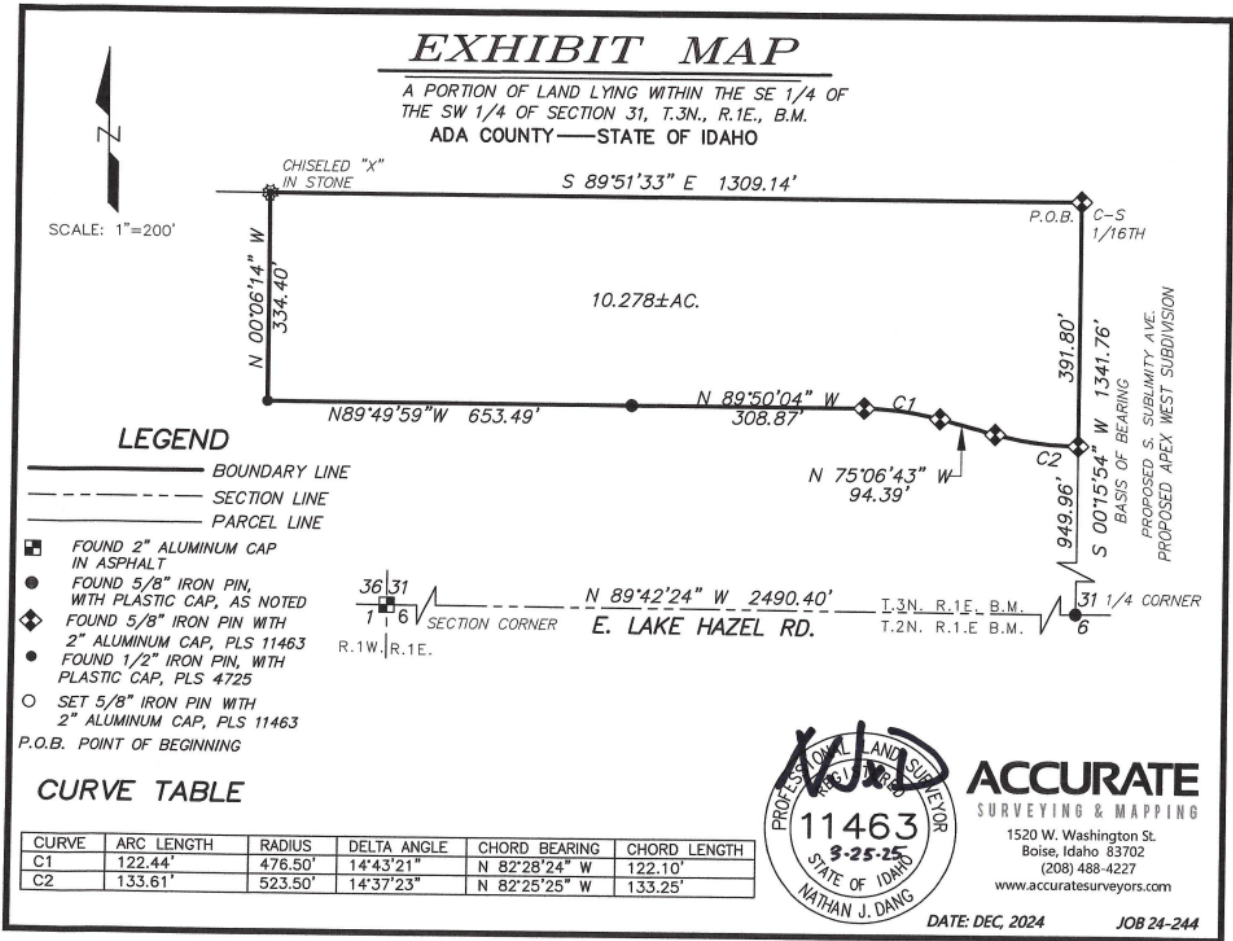 EXHIBIT MAP
A PORTION OF LAND LYING WITHIN THE SE 1/4 OF
THE SW 1/4 OF SECTION 31, T.3N., R.1E., B.M.
ADA COUNTY——STATE OF IDAHO
N
SCALE: 1"=200'
CHISELED "X"
IN STONE
S 89°51'33" E 1309.14'
P.O.B.
C-S
1/16TH
N 00°06'14" W
334.40'
10.278±AC.
391.80'
949.96'
S 00°15'54" W 1341.76'
BASIS OF BEARING
PROPOSED S. SUBLIMITY AVE.
PROPOSED APEX WEST SUBDIVISION
N89°49'59"W 653.49'
N 89°50'04" W
308.87'
C1
C2
N 75°06'43" W
94.39'
LEGEND
BOUNDARY LINE
SECTION LINE
PARCEL LINE
FOUND 2" ALUMINUM CAP
IN ASPHALT
FOUND 5/8" IRON PIN,
WITH PLASTIC CAP, AS NOTED
FOUND 5/8" IRON PIN WITH
2" ALUMINUM CAP, PLS 11463
FOUND 1/2" IRON PIN, WITH
PLASTIC CAP, PLS 4725
SET 5/8" IRON PIN WITH
2" ALUMINUM CAP, PLS 11463
P.O.B. POINT OF BEGINNING
36 31
1 6
R.1W. R.1E.
SECTION CORNER
N 89°42'24" W 2490.40'
E. LAKE HAZEL RD.
T.3N. R.1E. B.M.
T.2N. R.1.E B.M.
31 1/4 CORNER
6
CURVE TABLE
CURVE ARC LENGTH RADIUS DELTA ANGLE CHORD BEARING CHORD LENGTH
C1 122.44' 476.50' 14°43'21" N 82°28'24" W 122.10'
C2 133.61' 523.50' 14°37'23" N 82°25'25" W 133.25'
PROFESSIONAL LAND SURVEYOR
REGISTERED
11463
3-25-25
STATE OF IDAHO
NATHAN J. DANG
ACCURATE
SURVEYING & MAPPING
1520 W. Washington St.
Boise, Idaho 83702
(208) 488-4227
www.accuratesurveyors.com
DATE: DEC, 2024
JOB 24-244